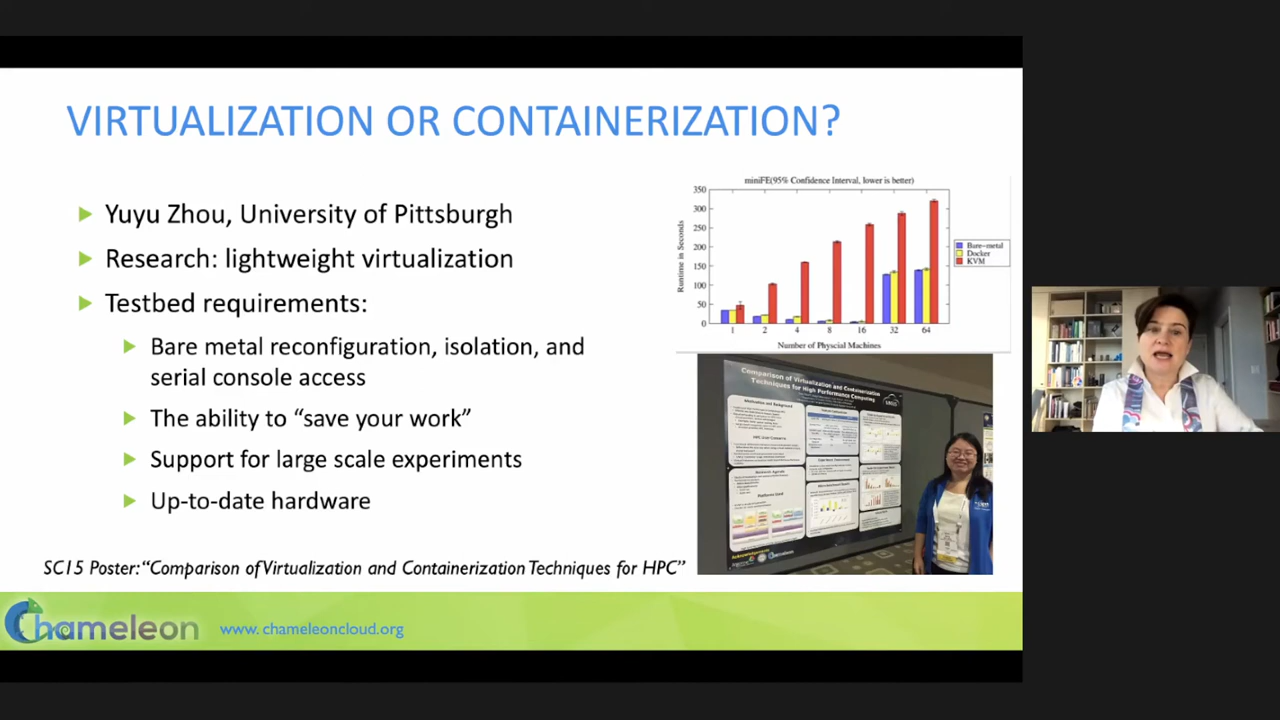 VIRTUALIZATION OR CONTAINERIZATION?
Yuyu Zhou, University of Pittsburgh
Research: lightweight virtualization
Testbed requirements:
Bare metal reconfiguration, isolation, and
serial console access
The ability to “save your work”
Support for large scale experiments
Up-to-date hardware
SC15 Poster: “Comparison of Virtualization and Containerization Techniques for HPC”
miniFE(95% Confidence Interval, lower is better)
350
300
250
200
150
100
50
0
Runtime in Seconds
1 2 4 8 16 32 64
Number of Physcial Machines
Bare-metal
Docker
KVM
Comparison of Virtualization and Containerization
Techniques for High Performance Computing
Chameleon
www. chameleoncloud.org